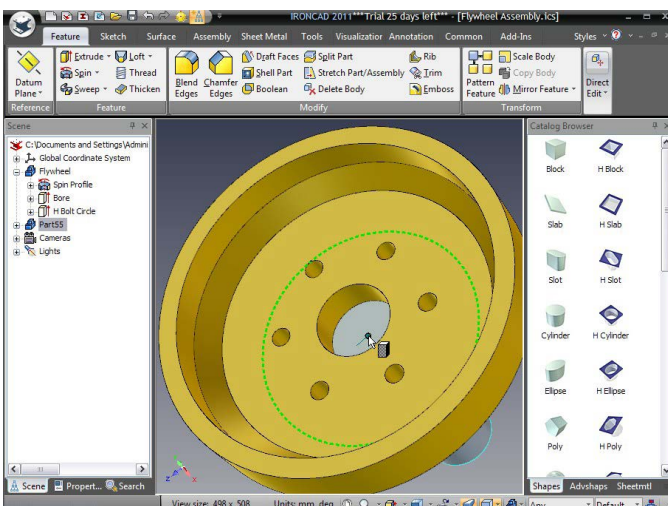 IRONCAD 2011***Trial 25 days left*** - [Flywheel Assembly.ics]
Feature Sketch Surface Assembly Sheet Metal Tools Visualization Annotation Common Add-Ins Styles
Datum Plane
Extrude Loft
Spin Thread
Sweep Thicken
Blend Edges
Chamfer Edges
Draft Faces Split Part Rib
Shell Part Stretch Part/Assembly Trim
Boolean Delete Body Emboss
Pattern Feature
Scale Body
Copy Body
Mirror Feature
Direct Edit
Reference Feature Modify Transform
Scene
C:\Documents and Settings\Admini
Global Coordinate System
Flywheel
Spin Profile
Bore
H Bolt Circle
Part55
Cameras
Lights
Catalog Browser
Block H Block
Slab H Slab
Slot H Slot
Cylinder H Cylinder
Ellipse H Ellipse
Poly H Poly
z x
Scene Propert... Search
Shapes Advshaps Sheetmtl
View size: 498 x 508 Units: mm, deg Any Default